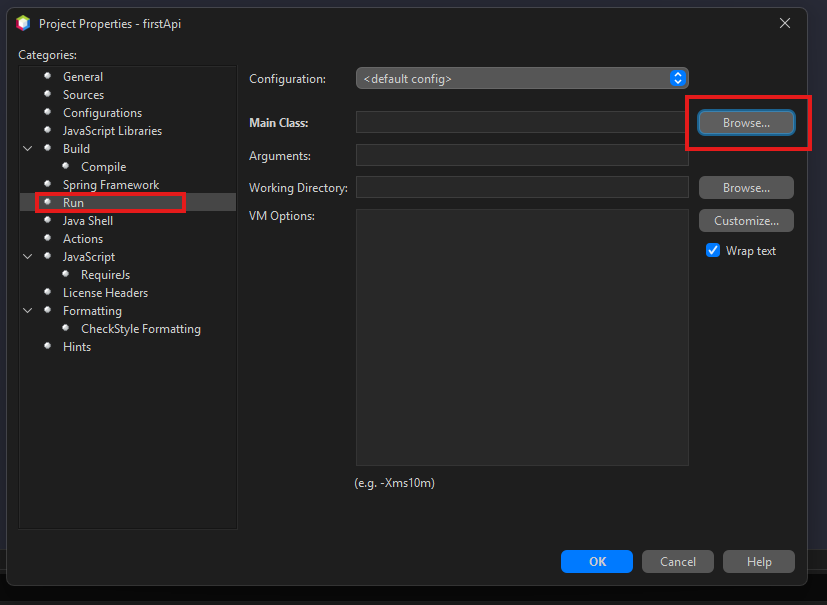 Project Properties - firstApi
Categories:
General
Sources
Configurations
JavaScript Libraries
Build
Compile
Spring Framework
Run
Java Shell
Actions
JavaScript
RequireJs
License Headers
Formatting
CheckStyle Formatting
Hints
Configuration: <default config>
Main Class: Browse...
Arguments:
Working Directory: Browse...
VM Options: Customize...
Wrap text
(e.g. -Xms10m)
OK Cancel Help